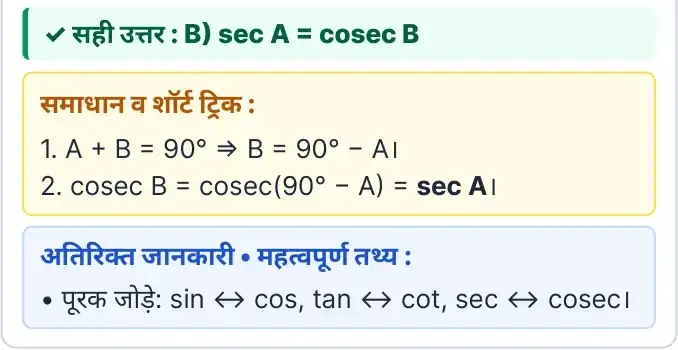 ✓ सही उत्तर : B) sec A = cosec B
समाधान व शॉर्ट ट्रिक :
1. A + B = 90° ⇒ B = 90° − A।
2. cosec B = cosec(90° − A) = sec A।
अतिरिक्त जानकारी • महत्वपूर्ण तथ्य :
• पूरक जोड़े: sin ↔ cos, tan ↔ cot, sec ↔ cosec।